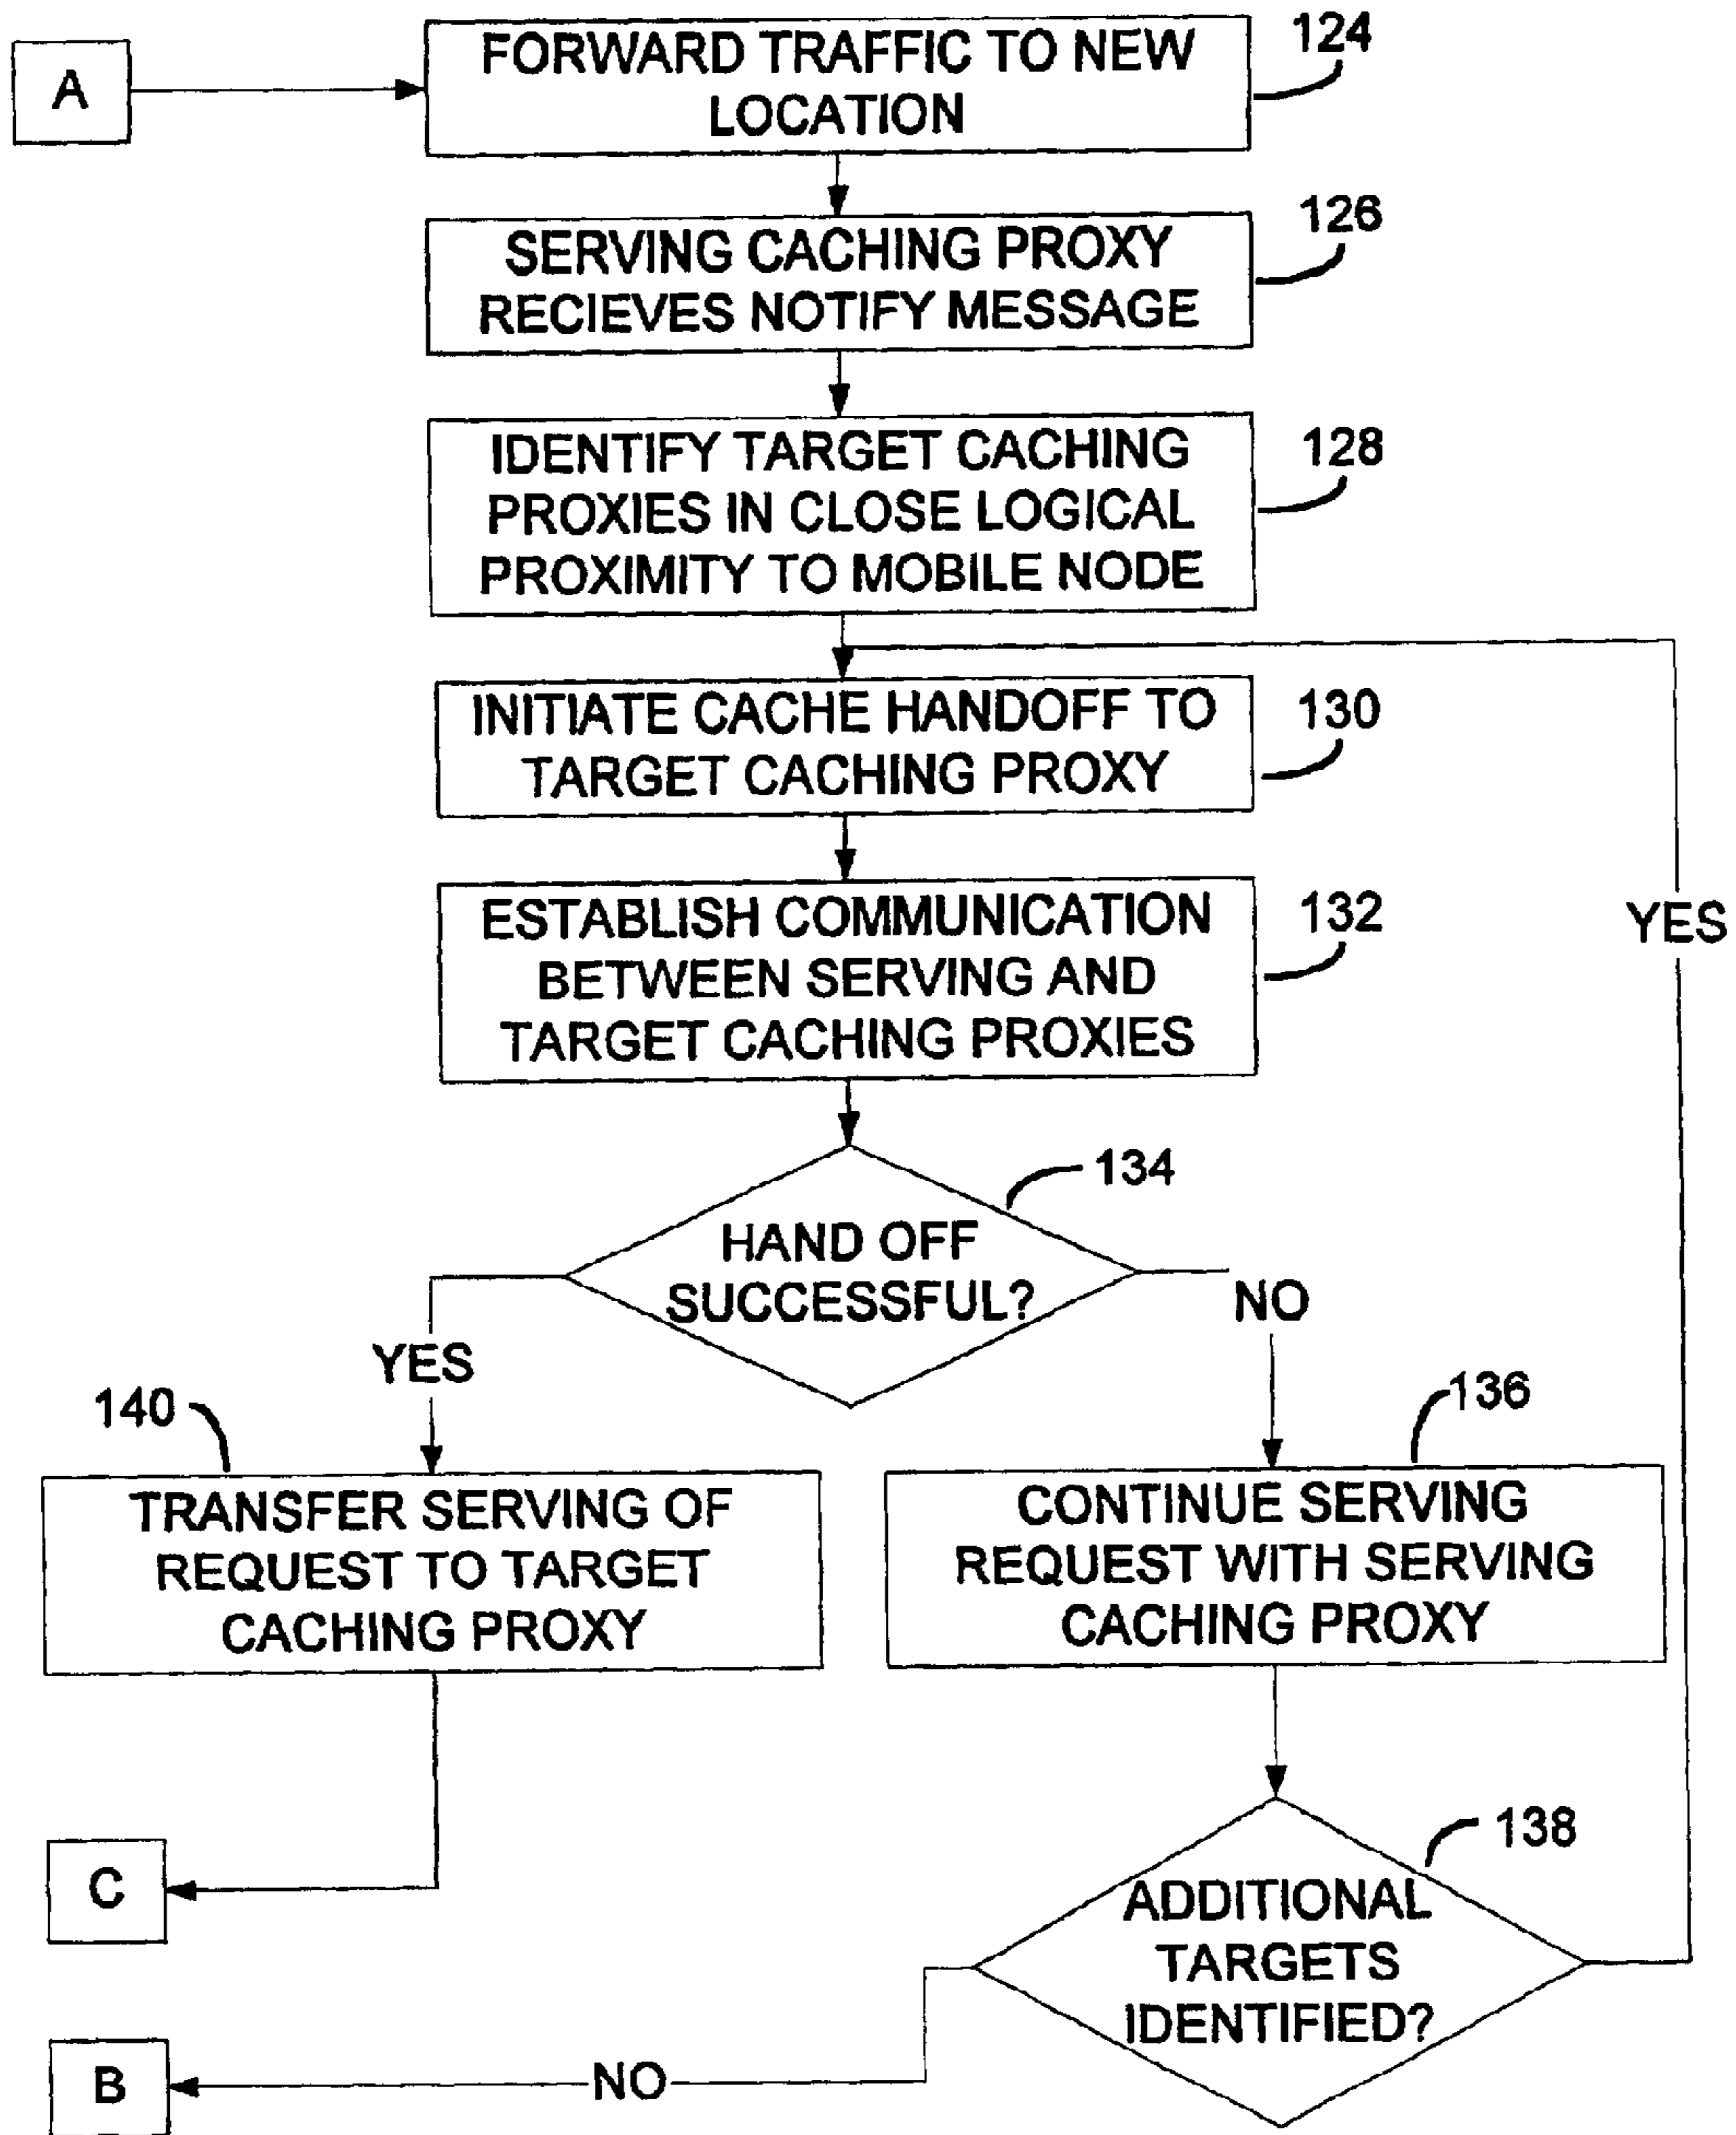 A
FORWARD TRAFFIC TO NEW
LOCATION
124
SERVING CACHING PROXY
RECIEVES NOTIFY MESSAGE
126
IDENTIFY TARGET CACHING
PROXIES IN CLOSE LOGICAL
PROXIMITY TO MOBILE NODE
128
INITIATE CACHE HANDOFF TO
TARGET CACHING PROXY
130
ESTABLISH COMMUNICATION
BETWEEN SERVING AND
TARGET CACHING PROXIES
132
YES
HAND OFF
SUCCESSFUL?
134
YES
NO
140
TRANSFER SERVING OF
REQUEST TO TARGET
CACHING PROXY
136
CONTINUE SERVING
REQUEST WITH SERVING
CACHING PROXY
C
138
ADDITIONAL
TARGETS
IDENTIFIED?
B
NO